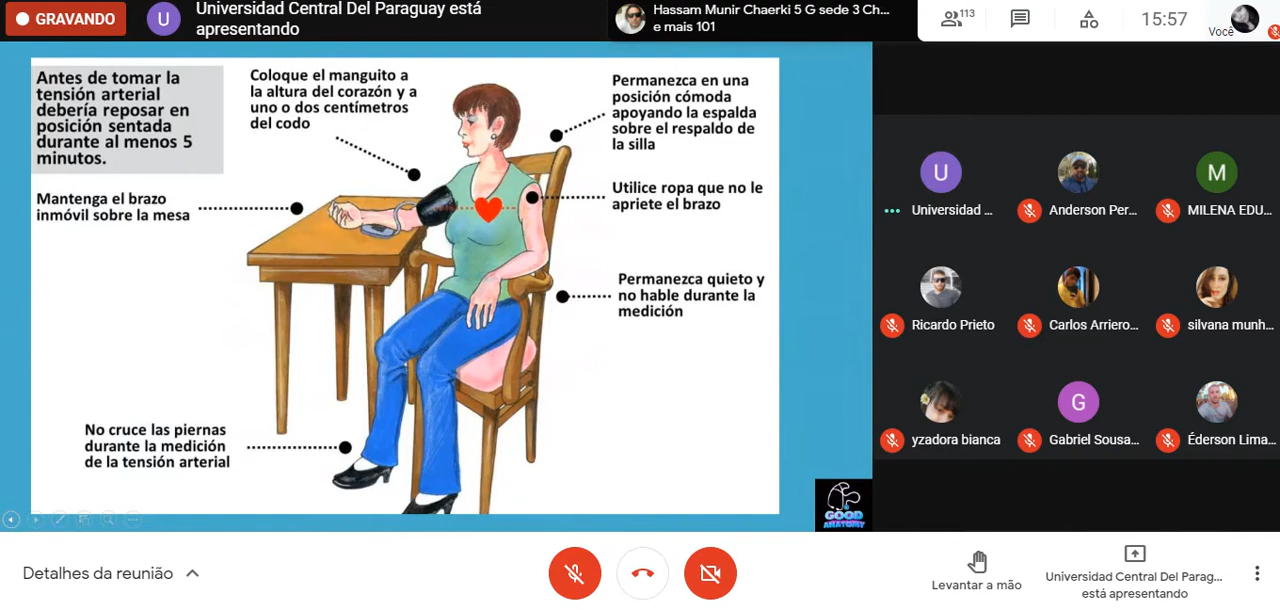 GRAVANDO
U
Universidad Central Del Paraguay está
apresentando
Hassam Munir Chaerki 5 G sede 3 Ch...
e mais 101
113
15:57
Você
Antes de tomar la
tensión arterial
debería reposar en
posición sentada
durante al menos 5
minutos.
Coloque el manguito a
la altura del corazón y a
uno o dos centímetros
del codo
Permanezca en una
posición cómoda
apoyando la espalda
sobre el respaldo de
la silla
Mantenga el brazo
inmóvil sobre la mesa
Utilice ropa que no le
apriete el brazo
Permanezca quieto y
no hable durante la
medición
No cruce las piernas
durante la medición
de la tensión arterial
GOOD
ANATOMY
U
M
Universidad ...
Anderson Per...
MILENA EDU...
Ricardo Prieto
Carlos Arriero...
silvana munh...
G
yzadora bianca
Gabriel Sousa...
Éderson Lima...
Detalhes da reunião
Levantar a mão
Universidad Central Del Parag...
está apresentando